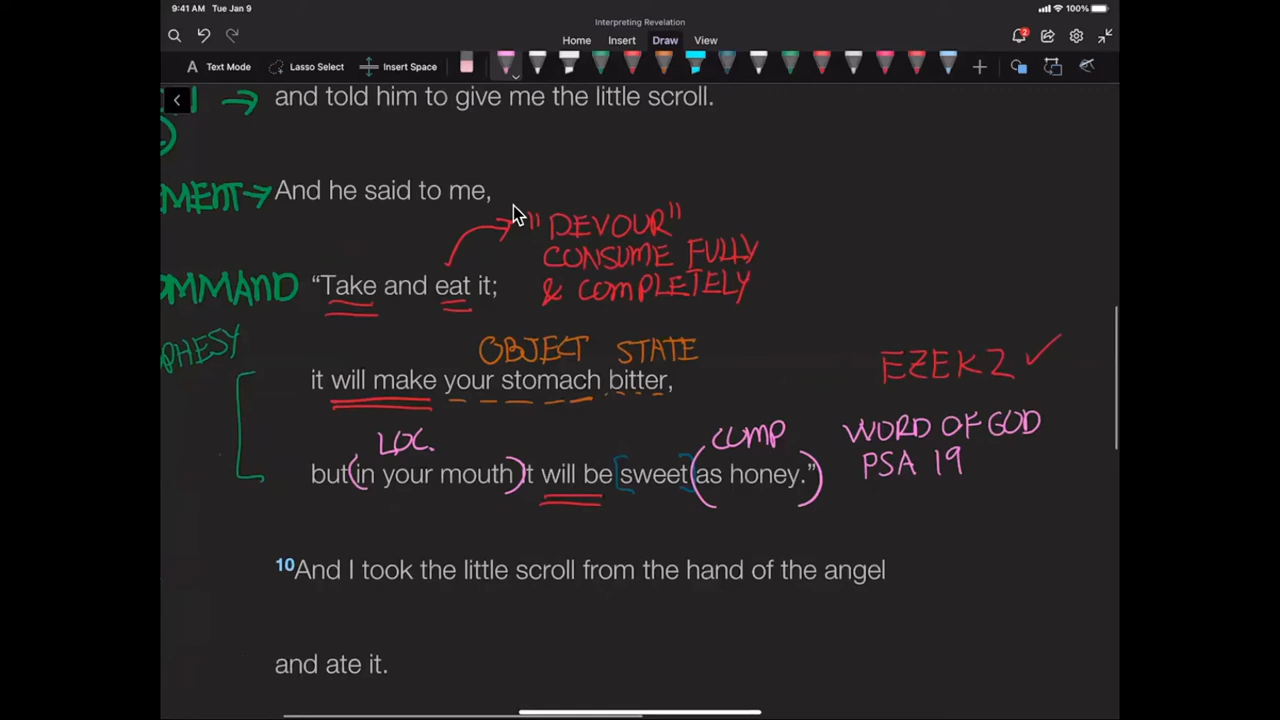 9:41 AM Tue Jan 9
100%
Interpreting Revelation
Home Insert Draw View
2
Text Mode Lasso Select Insert Space
and told him to give me the little scroll.
MENT → And he said to me,
"DEVOUR"
CONSUME FULLY
& COMPLETELY
OMMAND “Take and eat it;
PHESY
OBJECT STATE
EZEK 2 ✓
it will make your stomach bitter,
LOC.
COMP
WORD OF GOD
PSA 19
but (in your mouth) it will be [sweet] (as honey.”)
10And I took the little scroll from the hand of the angel
and ate it.